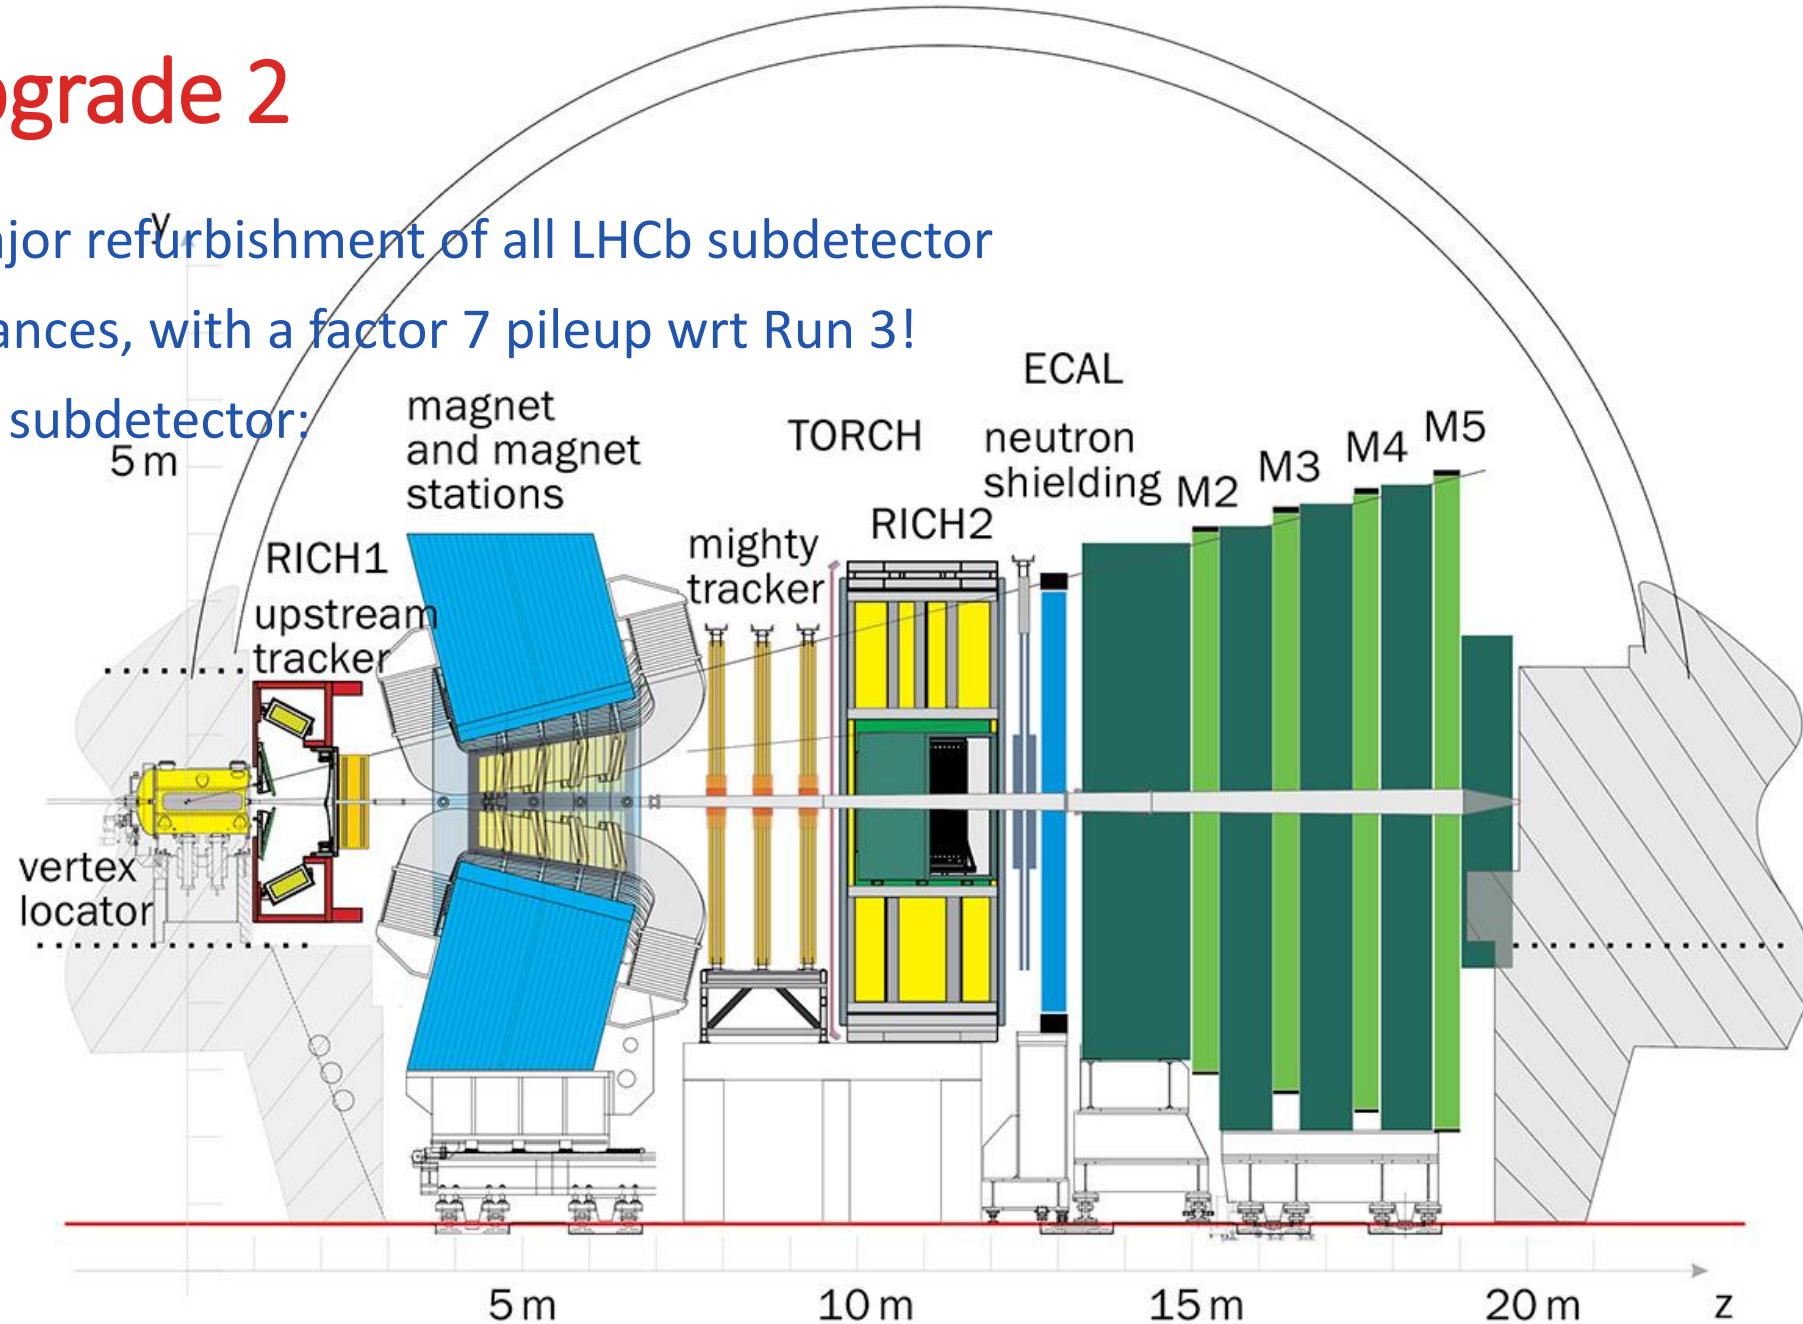 pgrade 2
y
ajor refurbishment of all LHCb subdetector
ances, with a factor 7 pileup wrt Run 3!
subdetector:
5 m
magnet
and magnet
stations
ECAL
TORCH
neutron
shielding
M2
M3
M4
M5
RICH1
mighty
tracker
RICH2
upstream
tracker
vertex
locator
5 m
10 m
15 m
20 m
z